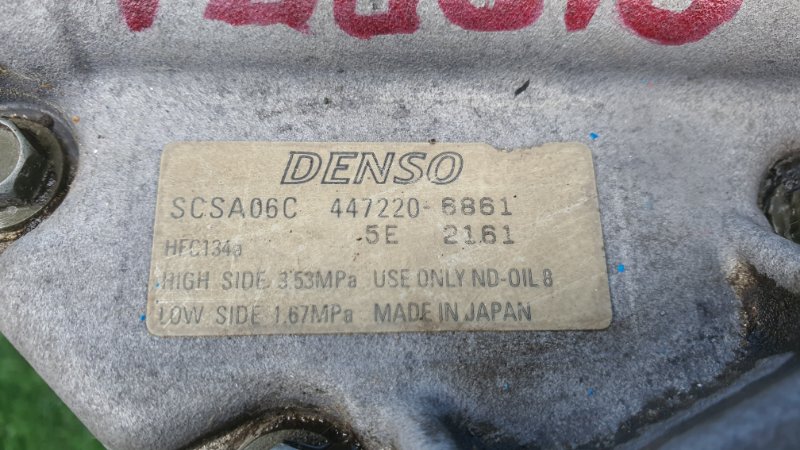 DENSO
SCSA06C 447220-6861
5E 2161
HFC134a
HIGH SIDE 3.53MPa USE ONLY ND-OIL 8
LOW SIDE 1.67MPa MADE IN JAPAN